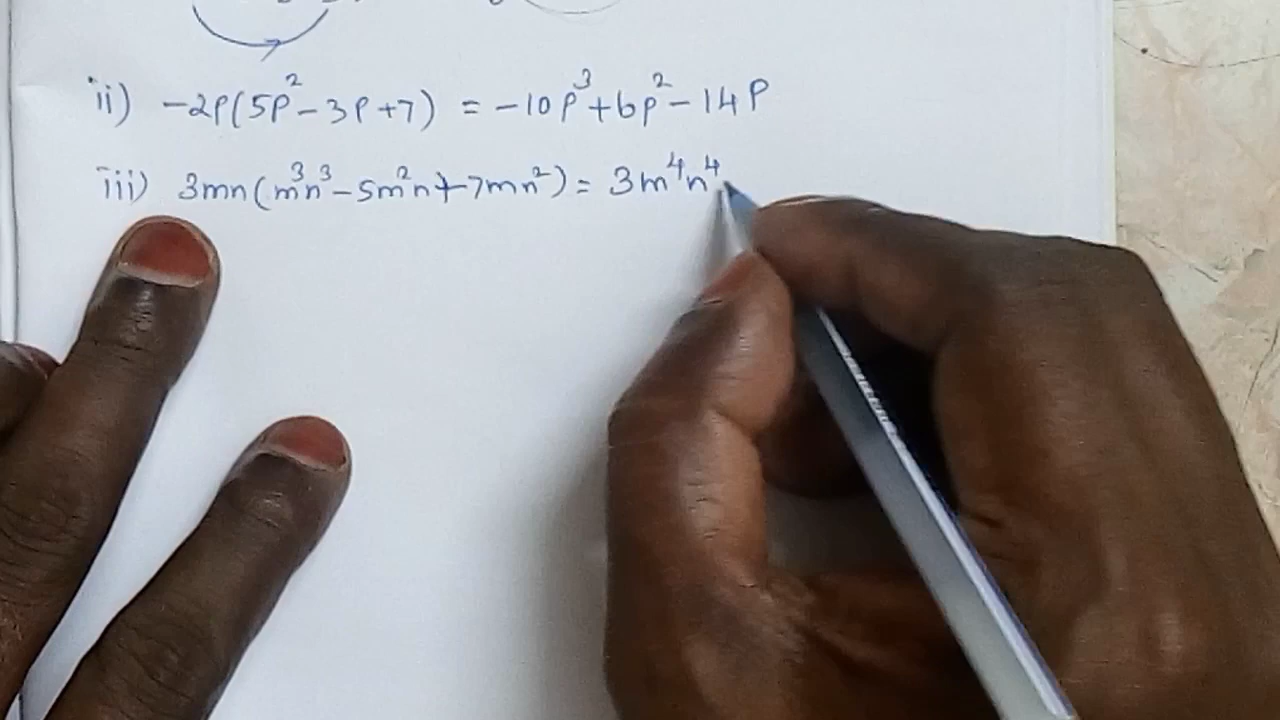 ii) -2p(5p² - 3p + 7) = -10p³ + 6p² - 14p
iii) 3mn(m³n³ - 5m²n + 7mn²) = 3m⁴n⁴